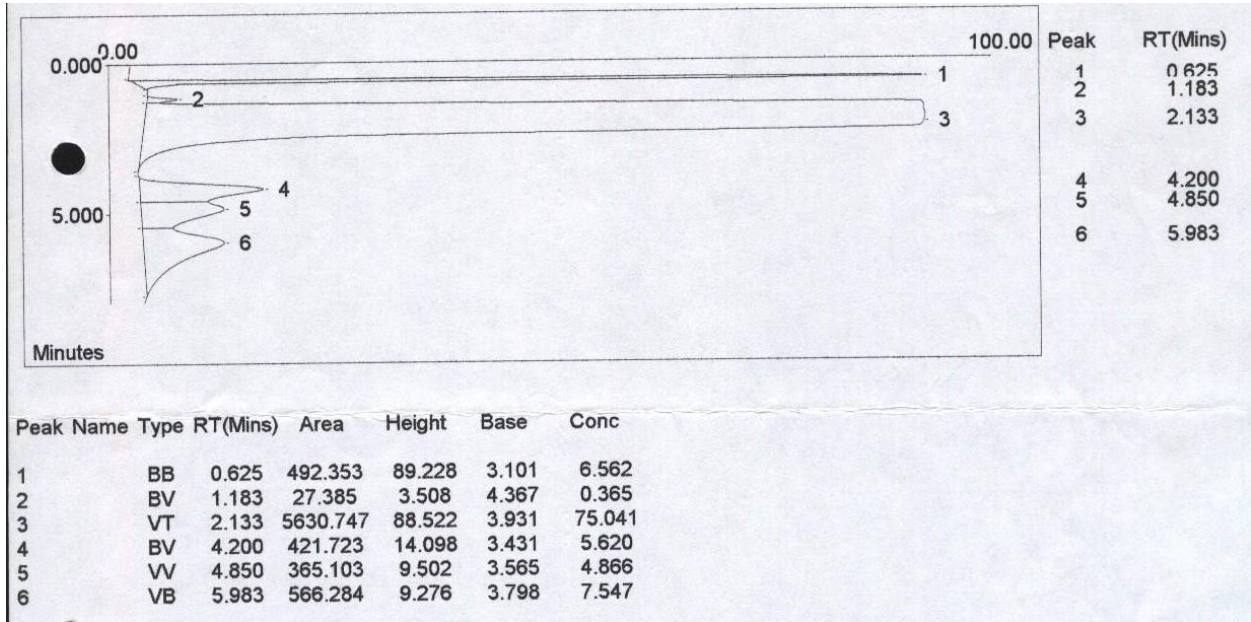 0.00 100.00 Peak RT(Mins)
0.000
1 1 0.625
2 2 1.183
3 3 2.133
4 4 4.200
5.000 5 5 4.850
6 6 5.983
Minutes
Peak Name Type RT(Mins) Area Height Base Conc
1 BB 0.625 492.353 89.228 3.101 6.562
2 BV 1.183 27.385 3.508 4.367 0.365
3 VT 2.133 5630.747 88.522 3.931 75.041
4 BV 4.200 421.723 14.098 3.431 5.620
5 VV 4.850 365.103 9.502 3.565 4.866
6 VB 5.983 566.284 9.276 3.798 7.547